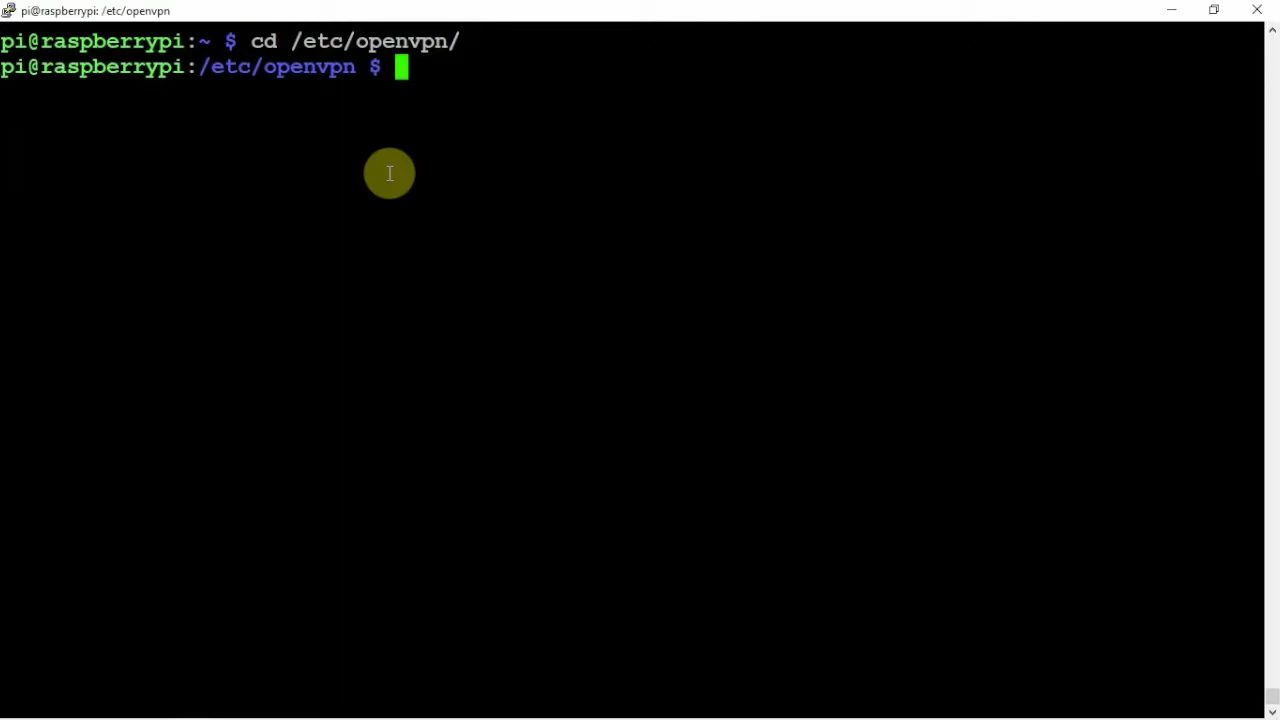 pi@raspberrypi: /etc/openvpn
pi@raspberrypi:~ $ cd /etc/openvpn/
pi@raspberrypi:/etc/openvpn $